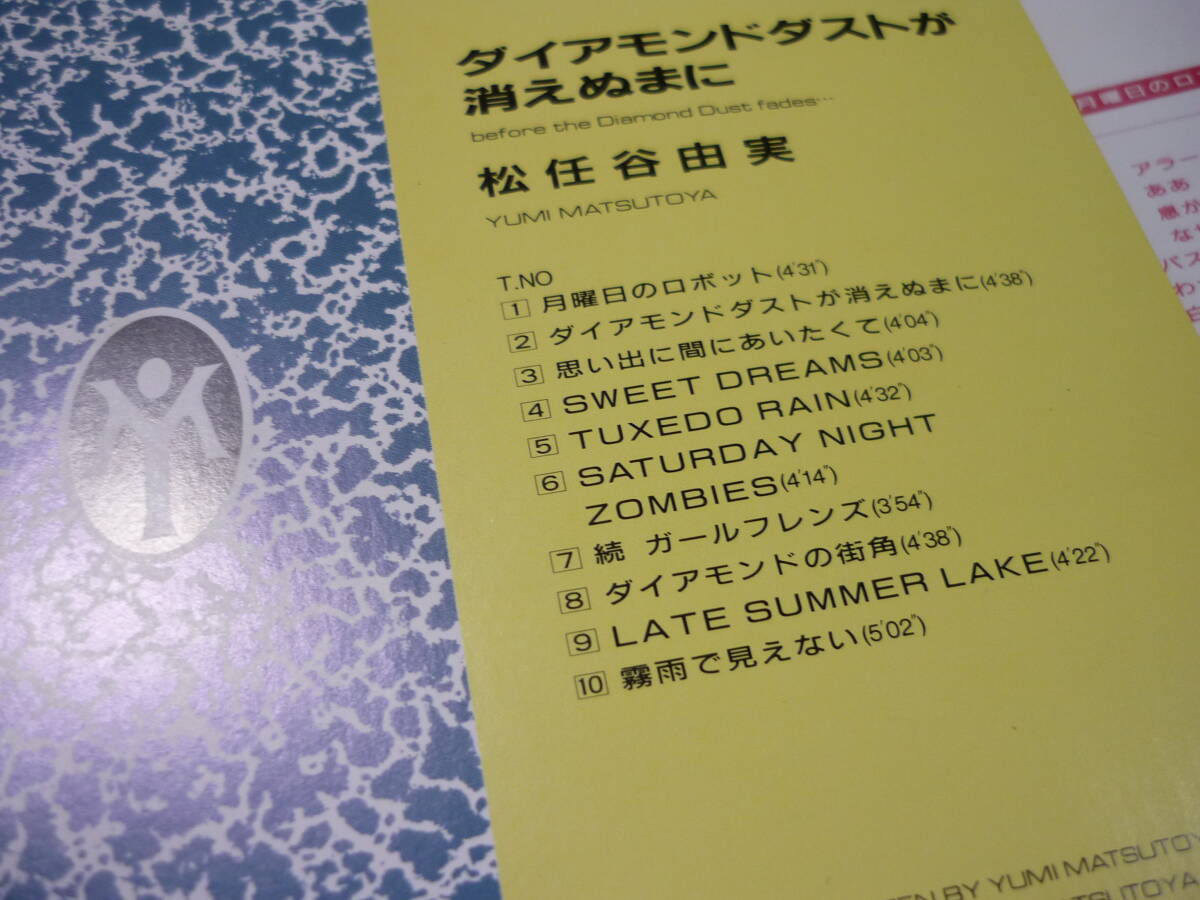 ダイアモンドダストが
消えぬまに
before the Diamond Dust fades…
松任谷由実
YUMI MATSUTOYA
T.NO
1 月曜日のロボット(4'31")
2 ダイアモンドダストが消えぬまに(4'38")
3 思い出に間にあいたくて(4'04")
4 SWEET DREAMS(4'03")
5 TUXEDO RAIN(4'32")
6 SATURDAY NIGHT
ZOMBIES(4'14")
7 続 ガールフレンズ(3'54")
8 ダイアモンドの街角(4'38")
9 LATE SUMMER LAKE(4'22")
10 霧雨で見えない(5'02")
BY YUMI MATSUTO
月曜日のロ
アラー
ああ
バス
わ